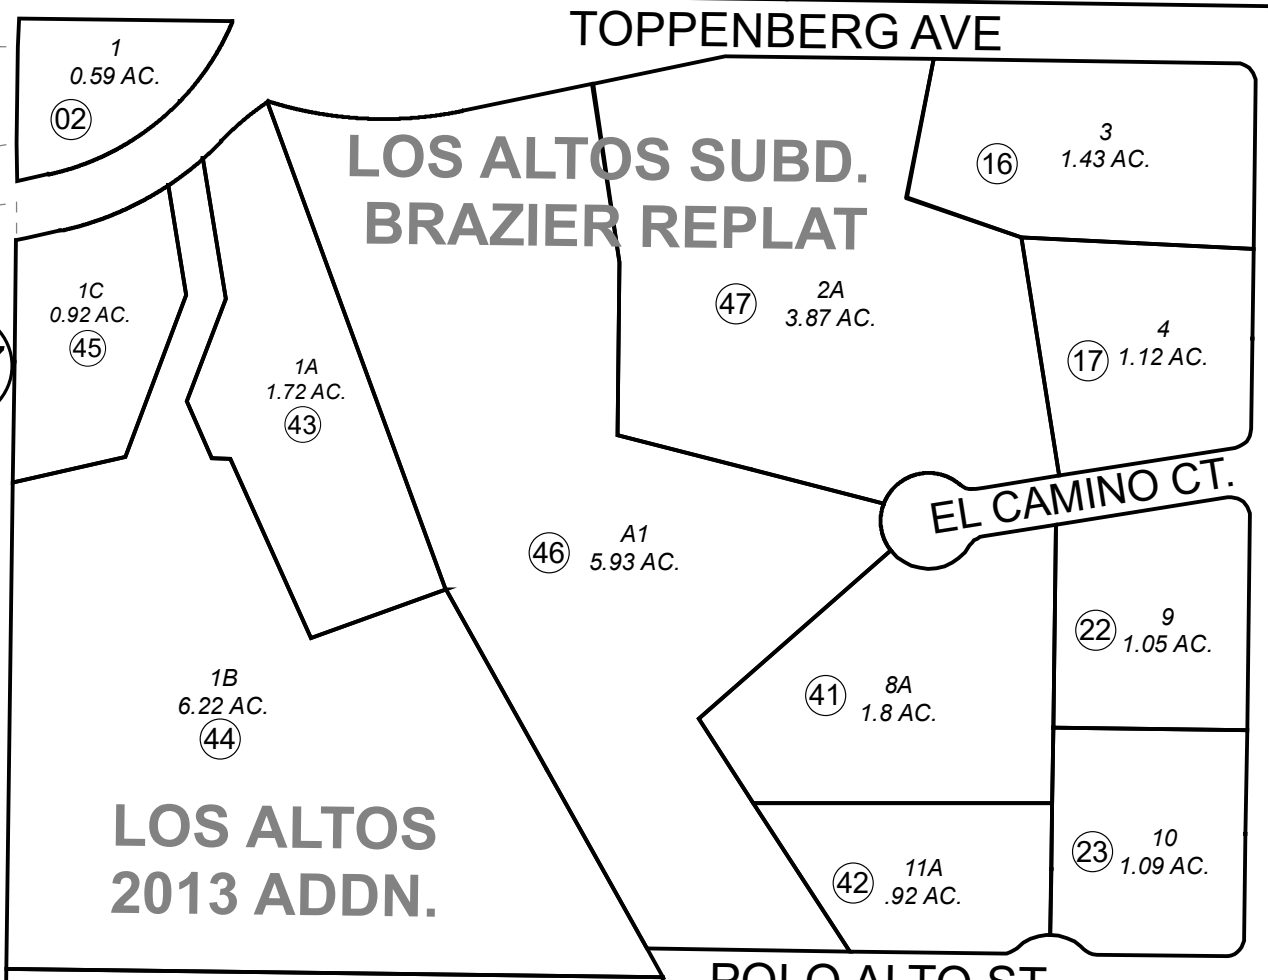 TOPPENBERG AVE
1
0.59 AC.
02
LOS ALTOS SUBD.
BRAZIER REPLAT
3
1.43 AC.
16
1C
0.92 AC.
45
47
2A
3.87 AC.
4
1.12 AC.
17
1A
1.72 AC.
43
EL CAMINO CT.
46
A1
5.93 AC.
22
9
1.05 AC.
1B
6.22 AC.
44
41
8A
1.8 AC.
LOS ALTOS
2013 ADDN.
42
11A
.92 AC.
23
10
1.09 AC.
POLO ALTO ST